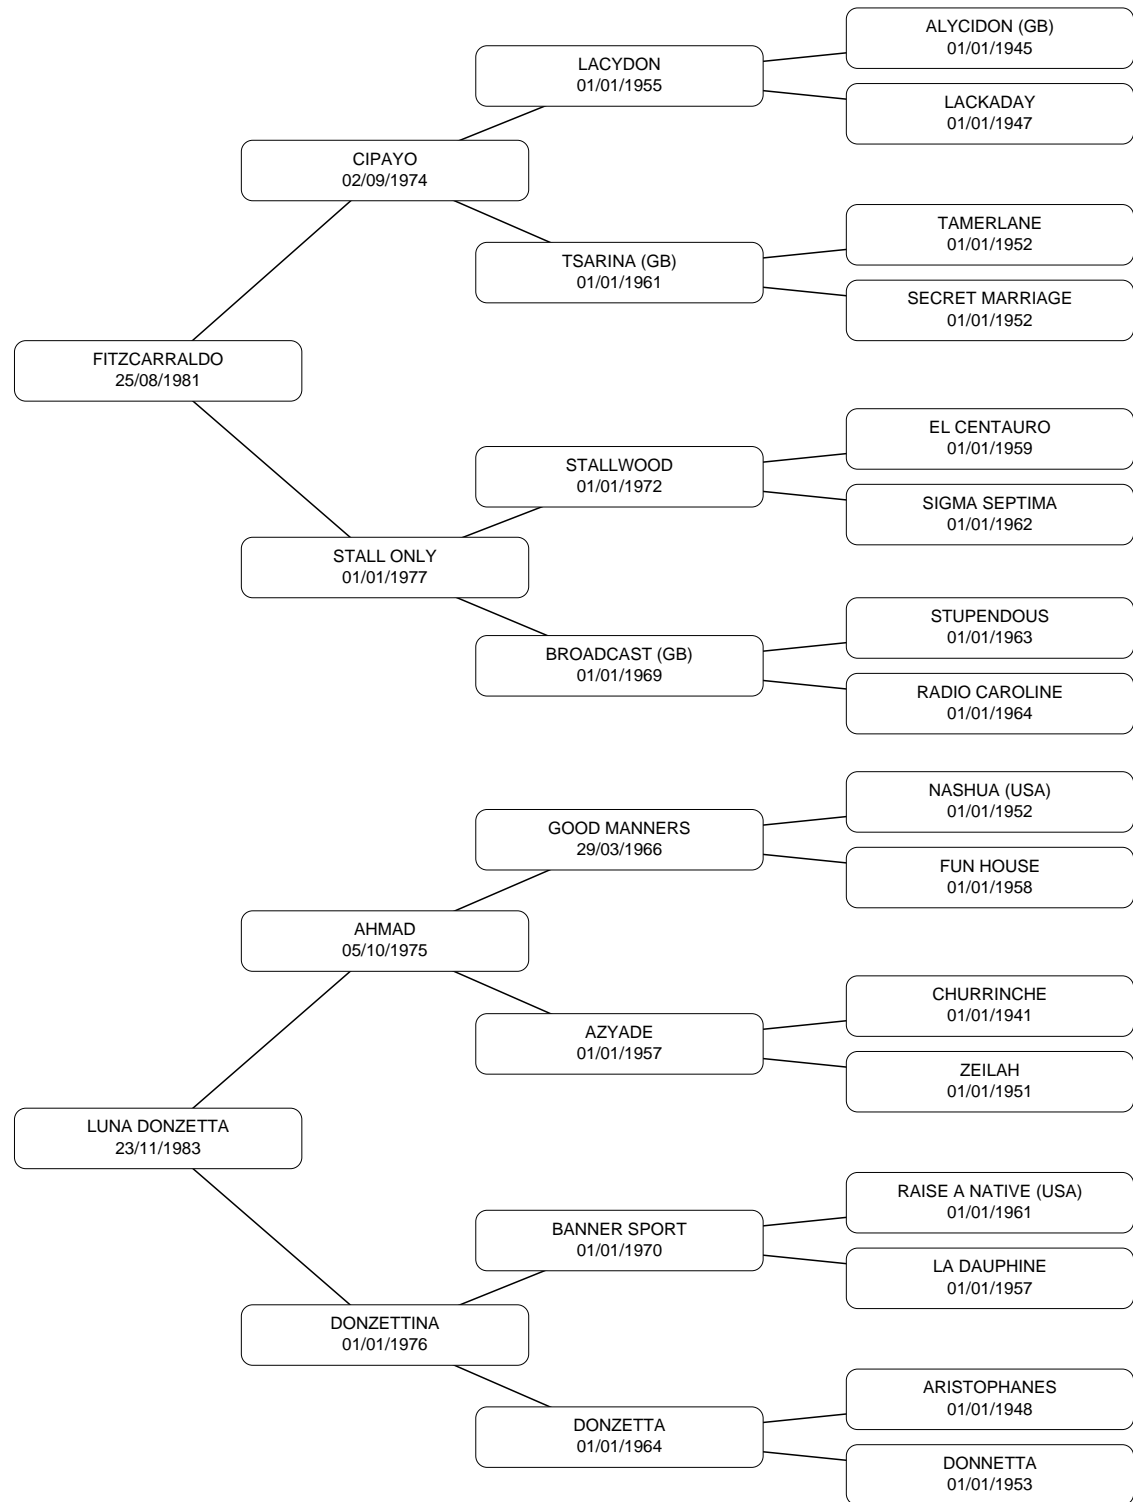 ALYCIDON (GB)
01/01/1945
LACYDON
01/01/1955
LACKADAY
01/01/1947
CIPAYO
02/09/1974
TAMERLANE
01/01/1952
TSARINA (GB)
01/01/1961
SECRET MARRIAGE
01/01/1952
FITZCARRALDO
25/08/1981
EL CENTAURO
01/01/1959
STALLWOOD
01/01/1972
SIGMA SEPTIMA
01/01/1962
STALL ONLY
01/01/1977
STUPENDOUS
01/01/1963
BROADCAST (GB)
01/01/1969
RADIO CAROLINE
01/01/1964
NASHUA (USA)
01/01/1952
GOOD MANNERS
29/03/1966
FUN HOUSE
01/01/1958
AHMAD
05/10/1975
CHURRINCHE
01/01/1941
AZYADE
01/01/1957
ZEILAH
01/01/1951
LUNA DONZETTA
23/11/1983
RAISE A NATIVE (USA)
01/01/1961
BANNER SPORT
01/01/1970
LA DAUPHINE
01/01/1957
DONZETTINA
01/01/1976
ARISTOPHANES
01/01/1948
DONZETTA
01/01/1964
DONNETTA
01/01/1953